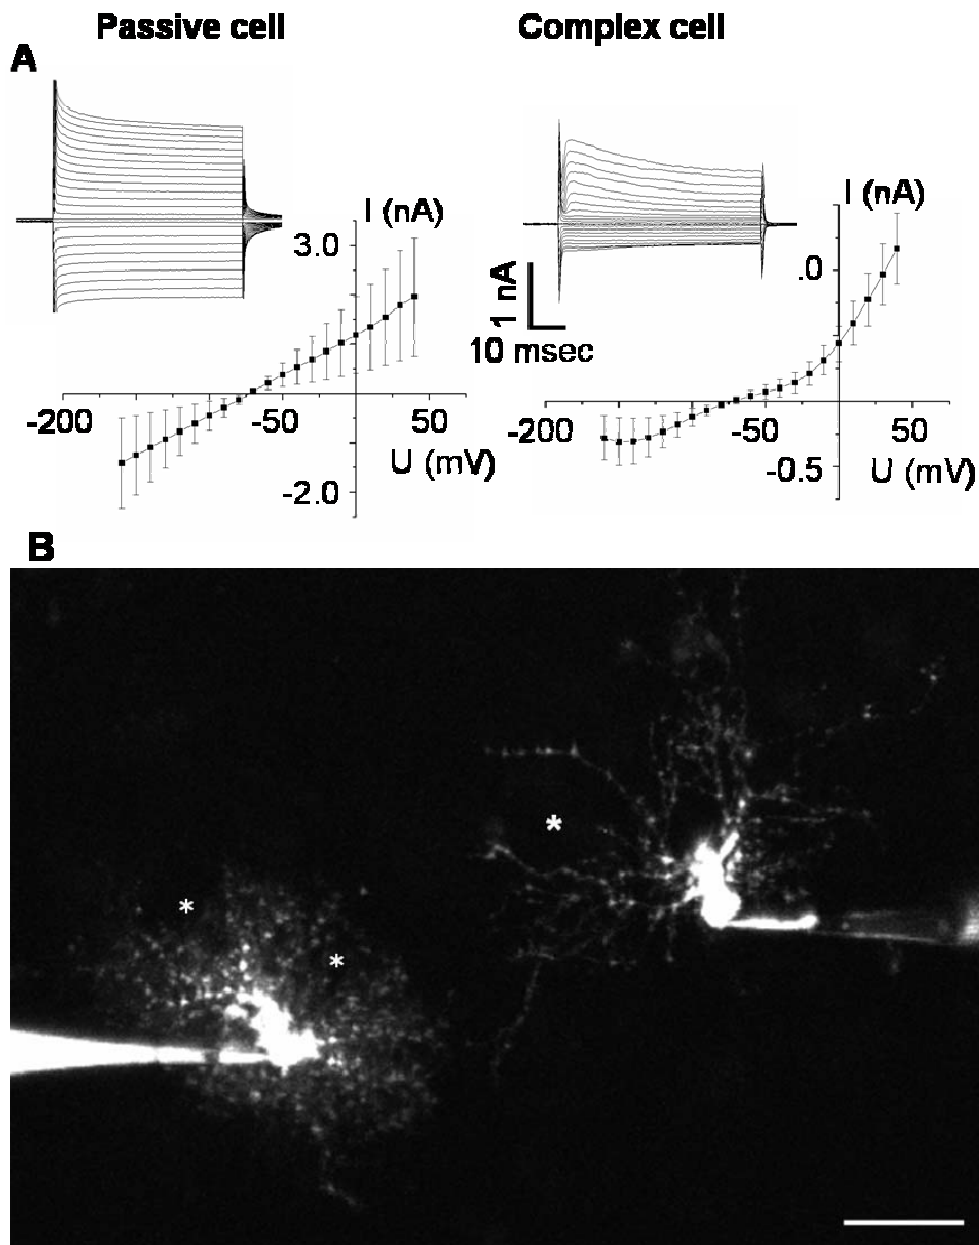 Passive cell
Complex cell
A
I (nA)
3.0
-200
-50
50
U (mV)
-2.0
I (nA)
.0
1 nA
10 msec
-200
-50
50
-0.5
U (mV)
B
*
*
*